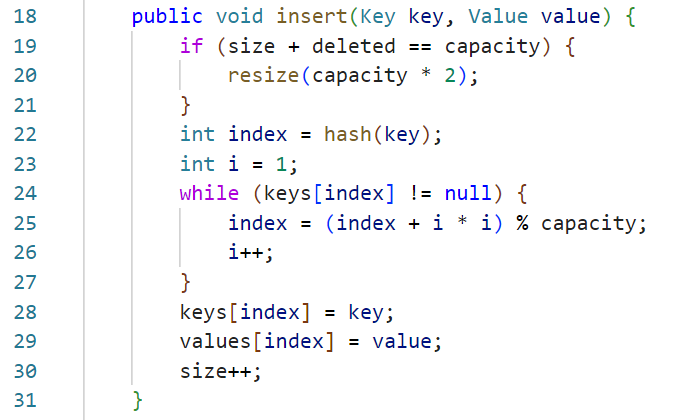 18 public void insert(Key key, Value value) {
19 if (size + deleted == capacity) {
20 resize(capacity * 2);
21 }
22 int index = hash(key);
23 int i = 1;
24 while (keys[index] != null) {
25 index = (index + i * i) % capacity;
26 i++;
27 }
28 keys[index] = key;
29 values[index] = value;
30 size++;
31 }